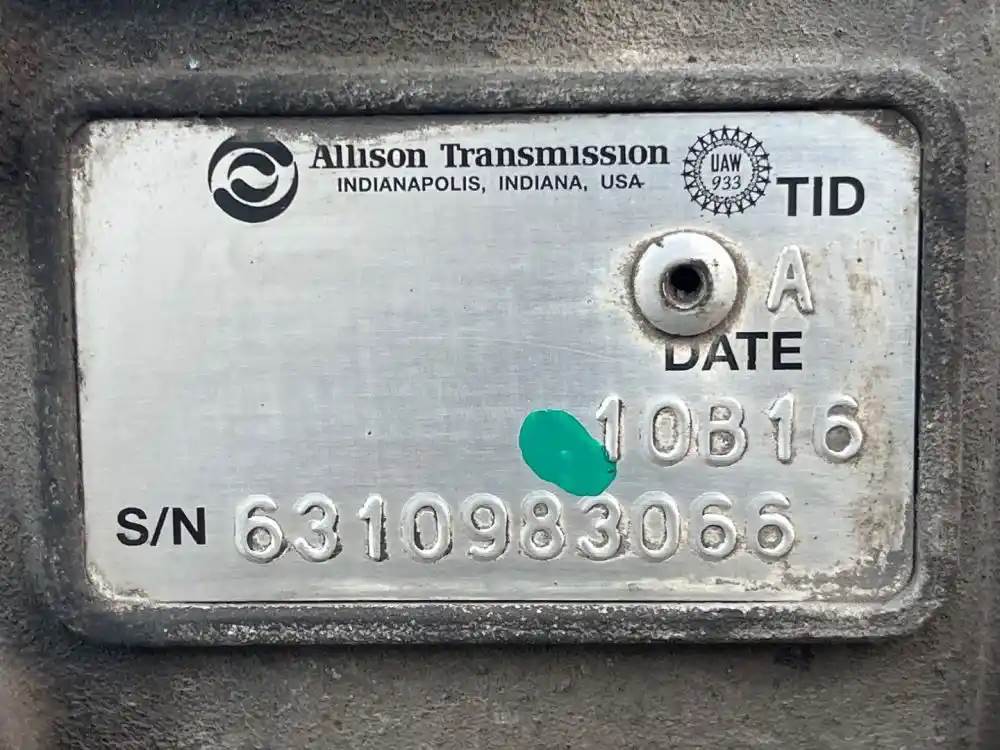 Allison Transmission
INDIANAPOLIS, INDIANA, USA
UAW
933
TID
A
DATE
10B16
S/N 6310983066